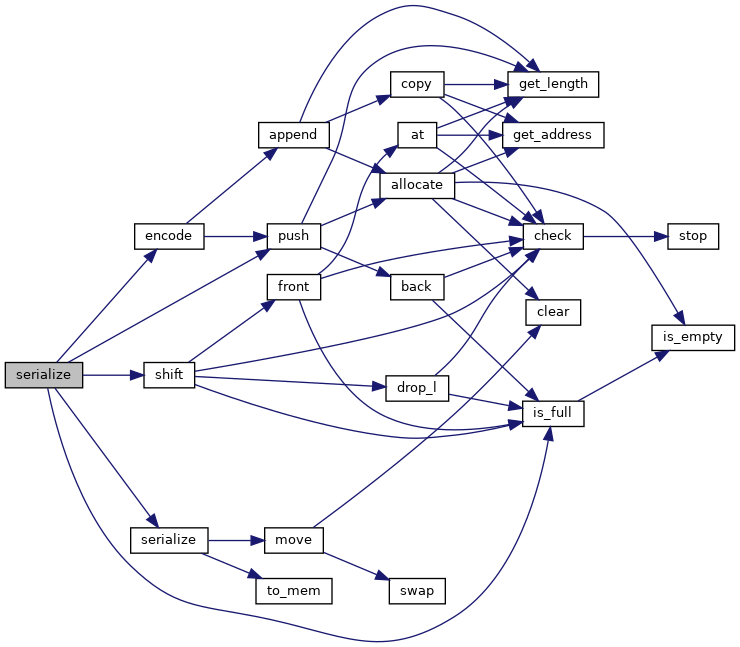 copy
get_length
append
at
get_address
allocate
encode
push
check
stop
front
back
clear
is_empty
serialize
shift
drop_l
is_full
serialize
move
to_mem
swap